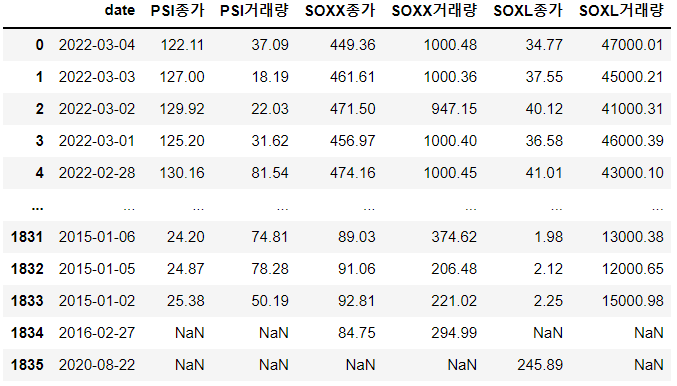 date PSI종가 PSI거래량 SOXX종가 SOXX거래량 SOXL종가 SOXL거래량
0 2022-03-04 122.11 37.09 449.36 1000.48 34.77 47000.01
1 2022-03-03 127.00 18.19 461.61 1000.36 37.55 45000.21
2 2022-03-02 129.92 22.03 471.50 947.15 40.12 41000.31
3 2022-03-01 125.20 31.62 456.97 1000.40 36.58 46000.39
4 2022-02-28 130.16 81.54 474.16 1000.45 41.01 43000.10
... ... ... ... ... ... ... ...
1831 2015-01-06 24.20 74.81 89.03 374.62 1.98 13000.38
1832 2015-01-05 24.87 78.28 91.06 206.48 2.12 12000.65
1833 2015-01-02 25.38 50.19 92.81 221.02 2.25 15000.98
1834 2016-02-27 NaN NaN 84.75 294.99 NaN NaN
1835 2020-08-22 NaN NaN NaN NaN 245.89 NaN